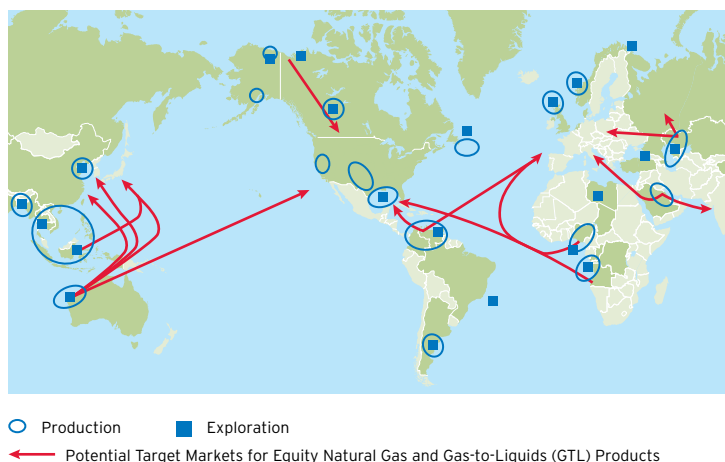 Production
Exploration
Potential Target Markets for Equity Natural Gas and Gas-to-Liquids (GTL) Products